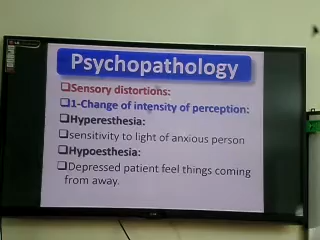 Psychopathology
❑Sensory distortions:
❑1-Change of intensity of perception:
❑Hyperesthesia:
❑sensitivity to light of anxious person
❑Hypoesthesia:
❑Depressed patient feel things coming
from away.